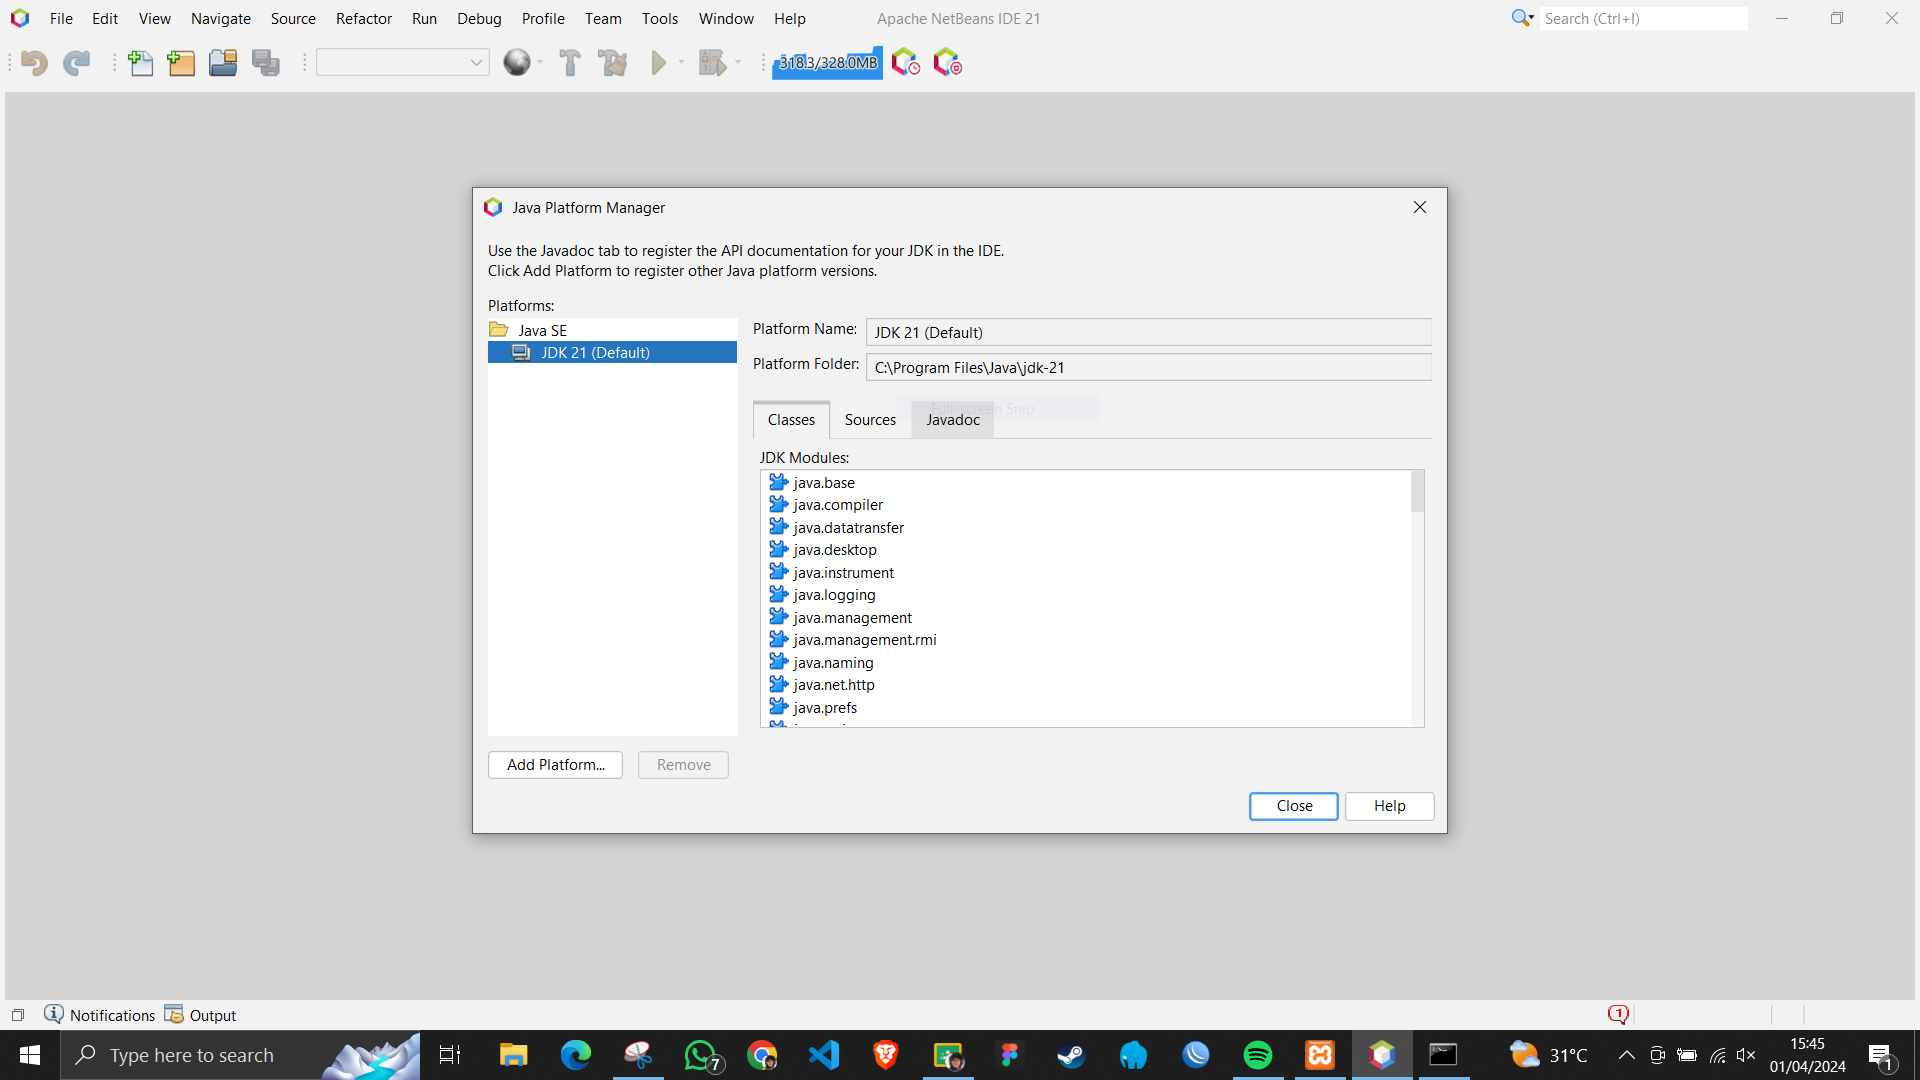 File Edit View Navigate Source Refactor Run Debug Profile Team Tools Window Help
Apache NetBeans IDE 21
Search (Ctrl+I)
318.3/328.0MB
Java Platform Manager
Use the Javadoc tab to register the API documentation for your JDK in the IDE.
Click Add Platform to register other Java platform versions.
Platforms:
Java SE
JDK 21 (Default)
Platform Name: JDK 21 (Default)
Platform Folder: C:\Program Files\Java\jdk-21
Full-screen Snip
Classes Sources Javadoc
JDK Modules:
java.base
java.compiler
java.datatransfer
java.desktop
java.instrument
java.logging
java.management
java.management.rmi
java.naming
java.net.http
java.prefs
Add Platform... Remove
Close Help
Notifications Output
1
Type here to search
7
31°C
15:45
01/04/2024
1